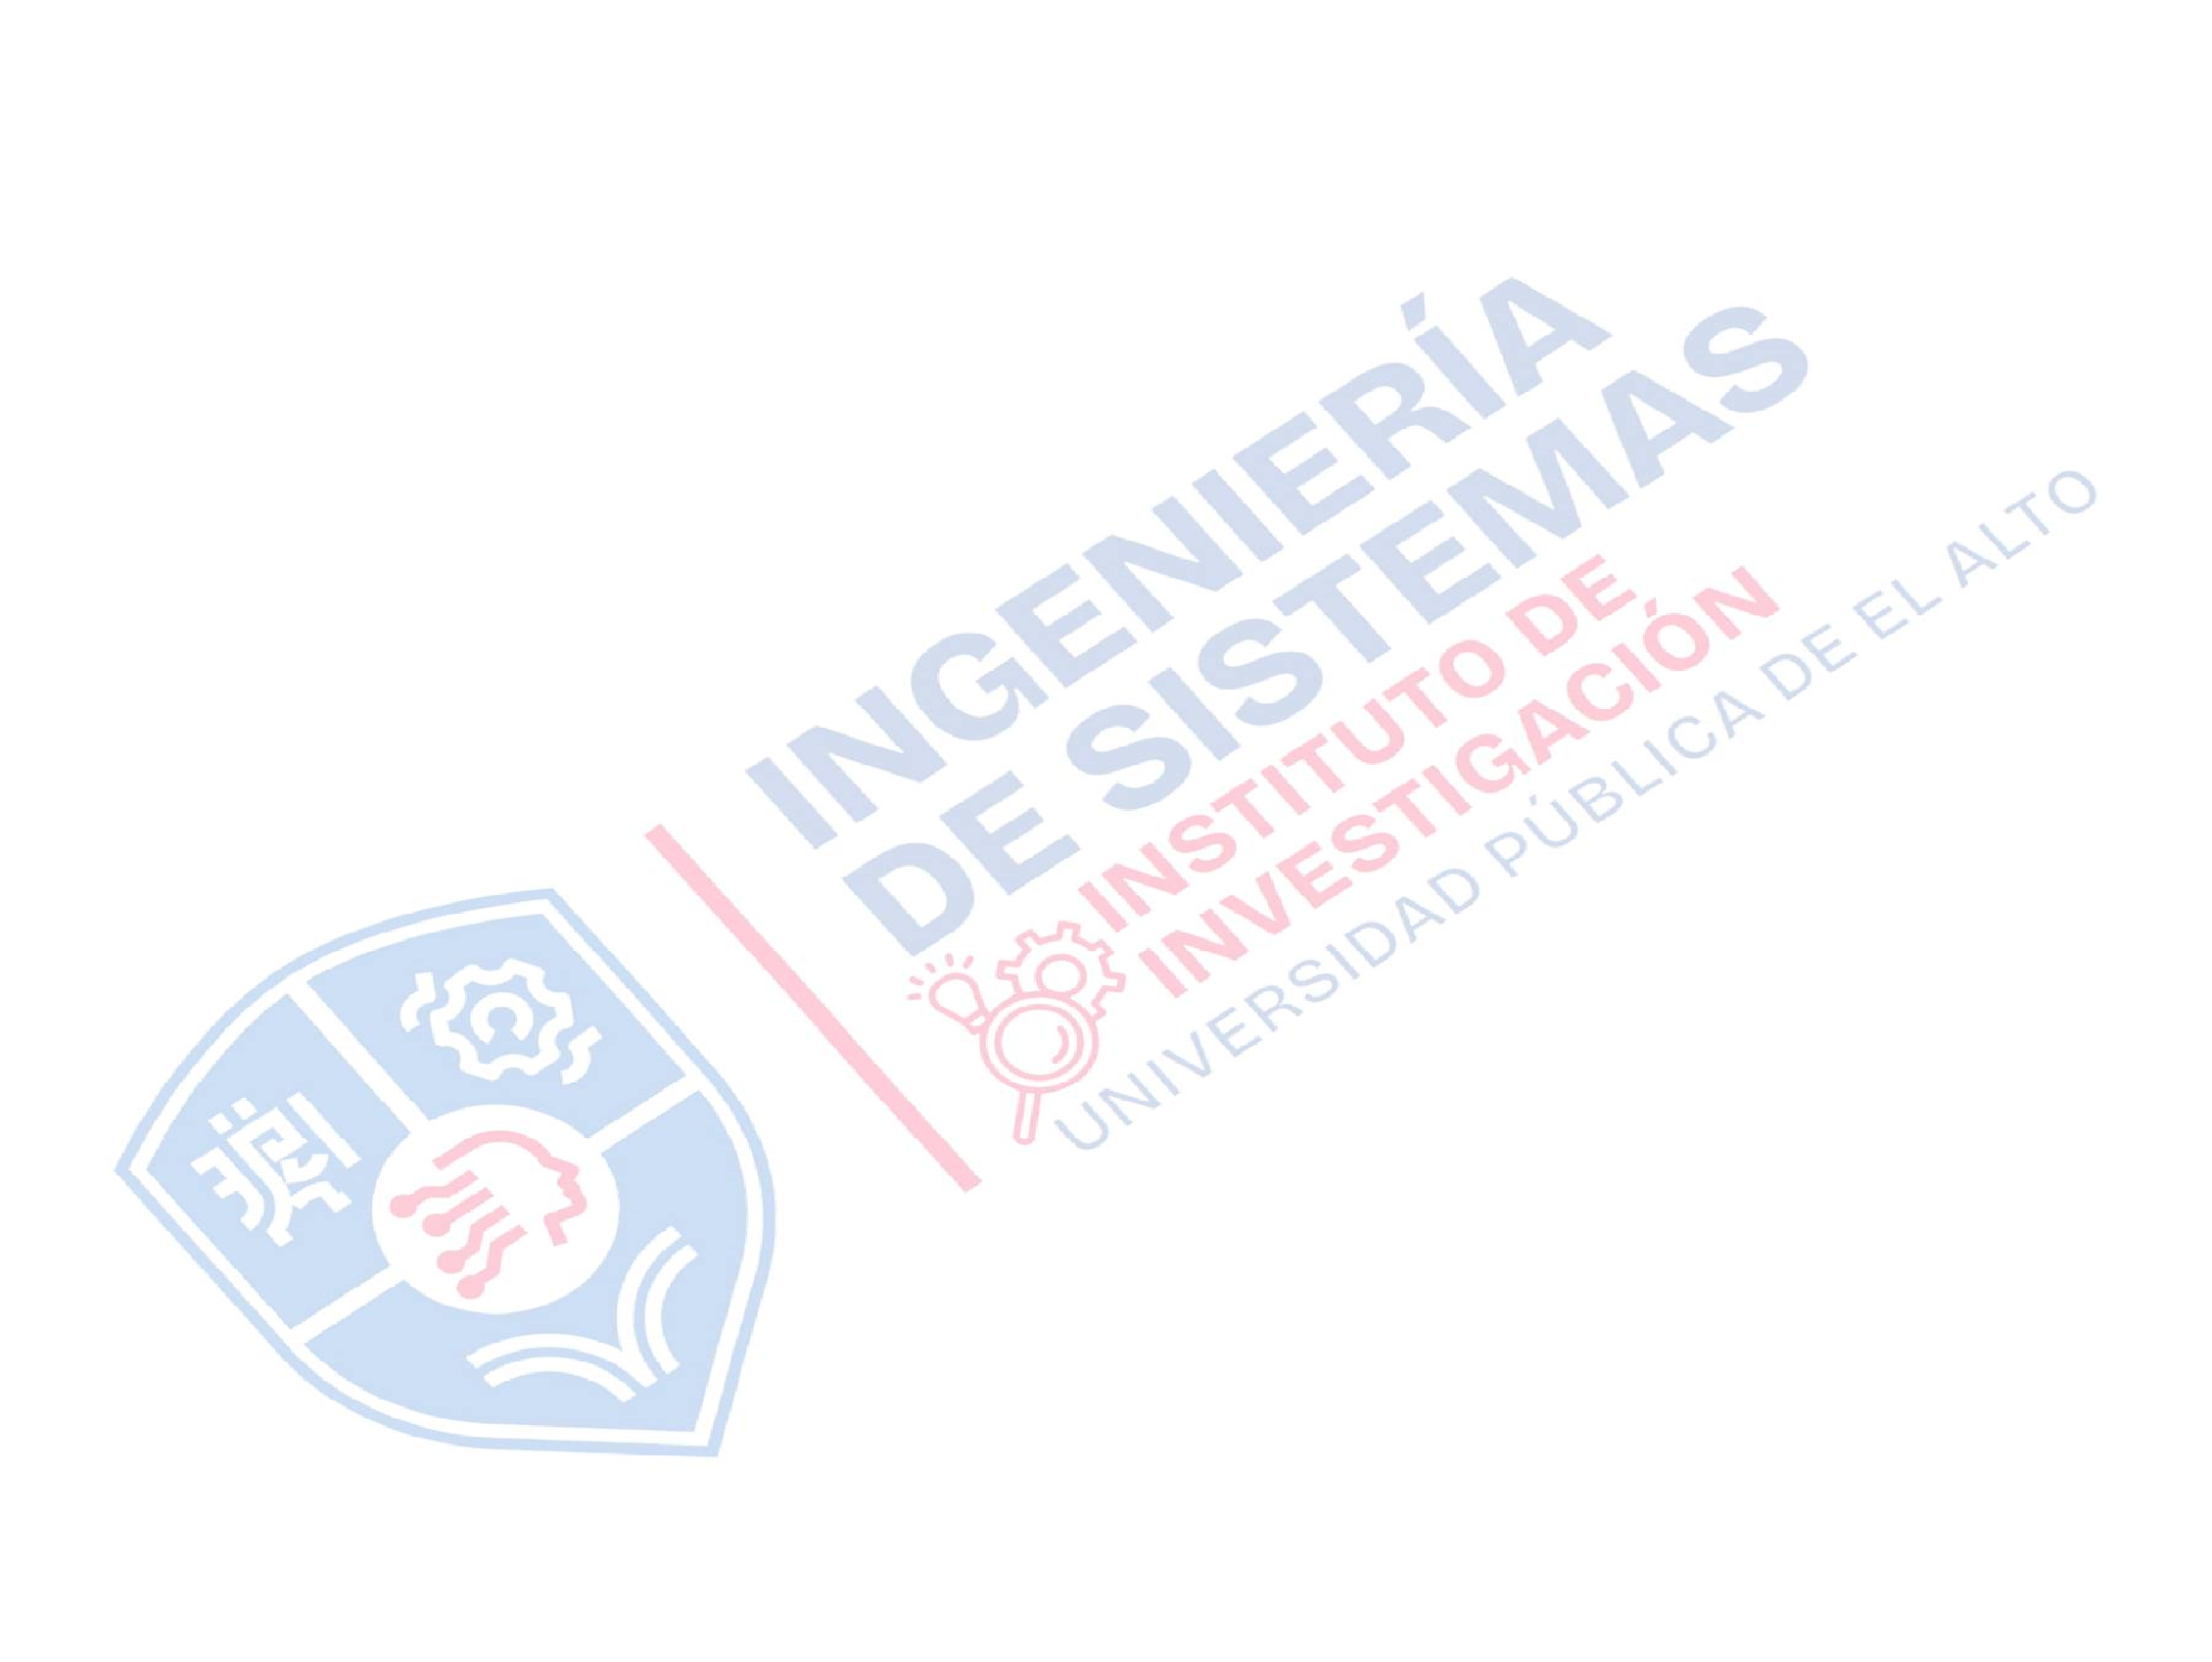 INGENIERÍA
DE SISTEMAS
INSTITUTO DE
INVESTIGACIÓN
UNIVERSIDAD PÚBLICA DE EL ALTO